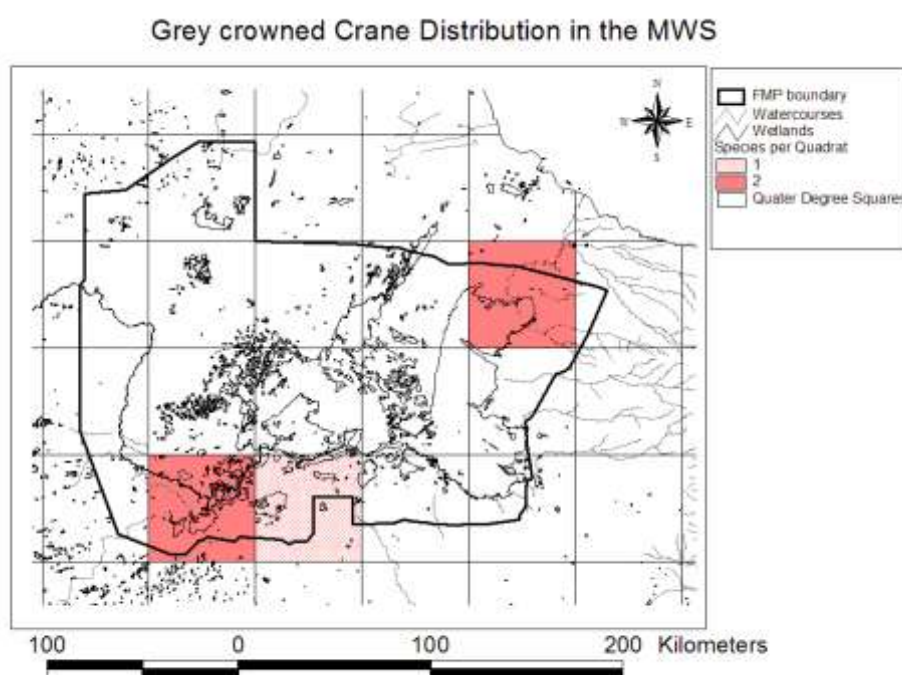 Grey crowned Crane Distribution in the MWS
N
E
S
FMP boundary
Watercourses
Wetlands
Species per Quadrat
1
2
Quater Degree Squares
100 0 100 200 Kilometers